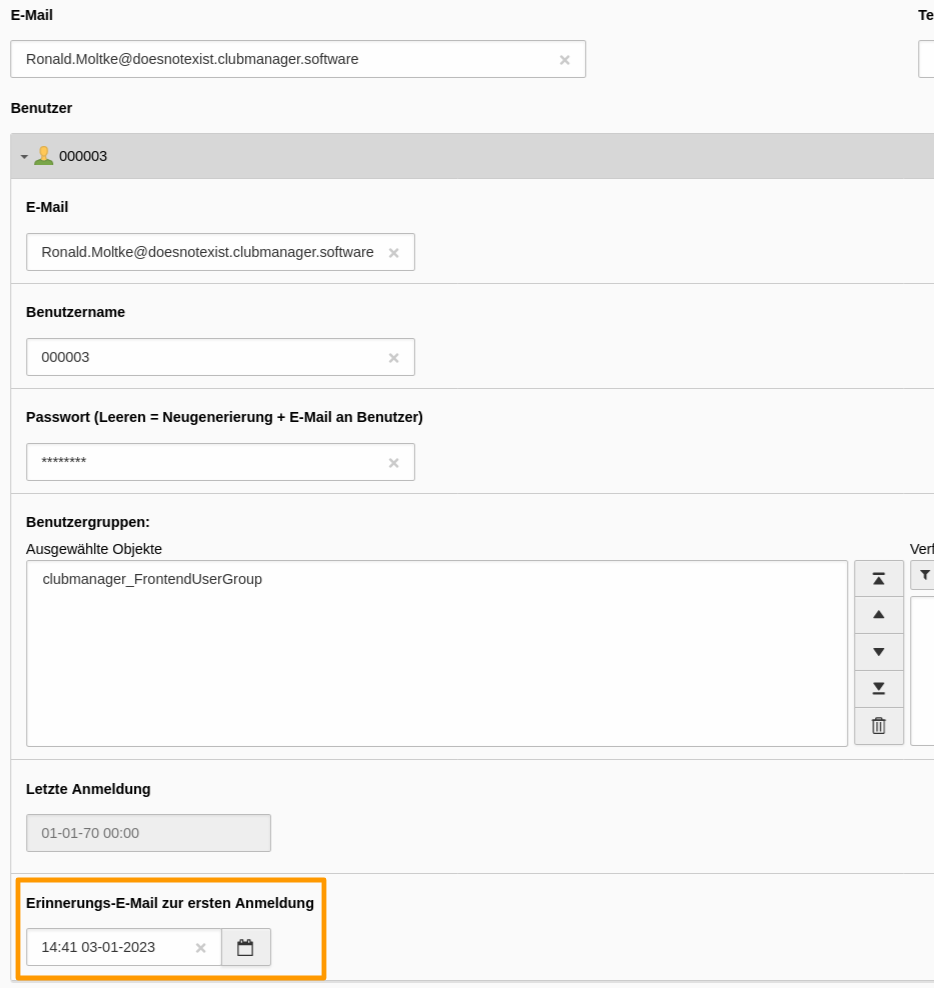 E-Mail
Te
Ronald.Moltke@doesnotexist.clubmanager.software
Benutzer
000003
E-Mail
Ronald.Moltke@doesnotexist.clubmanager.software
Benutzername
000003
Passwort (Leeren = Neugenerierung + E-Mail an Benutzer)
********
Benutzergruppen:
Ausgewählte Objekte
Verf
clubmanager_FrontendUserGroup
Letzte Anmeldung
01-01-70 00:00
Erinnerungs-E-Mail zur ersten Anmeldung
14:41 03-01-2023